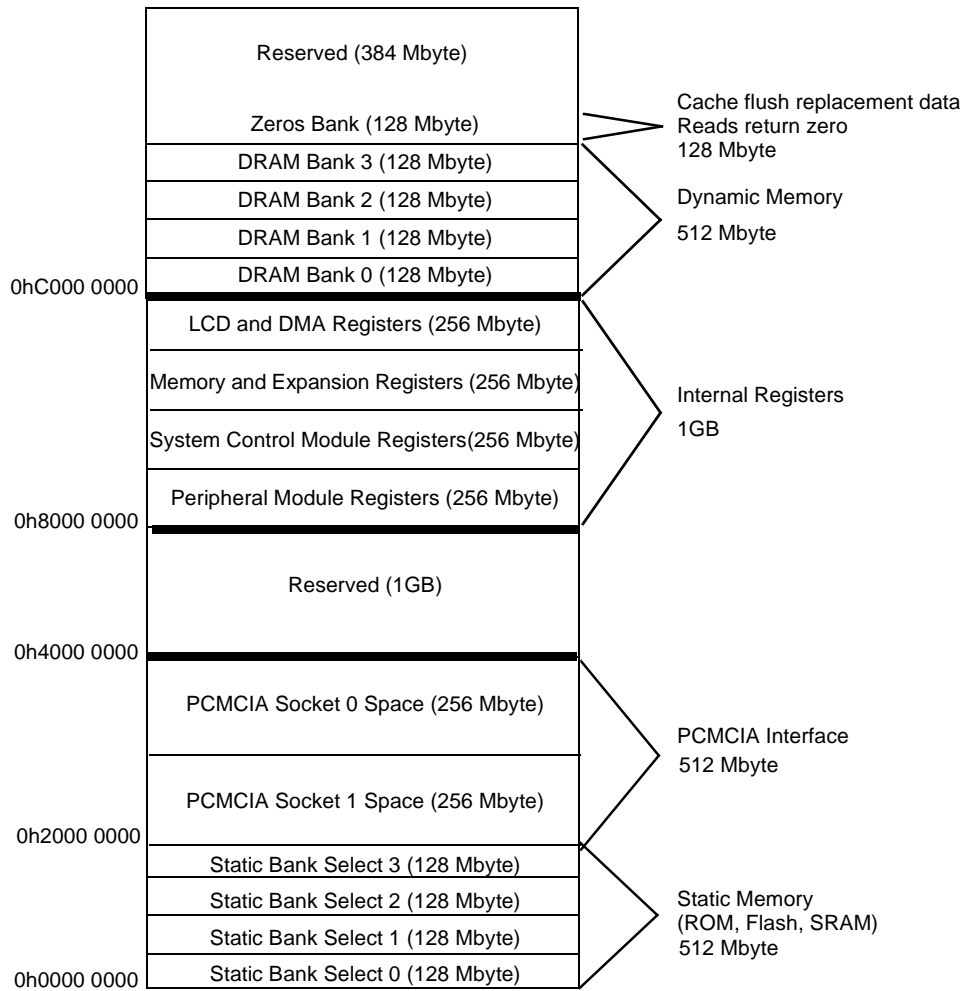 Reserved (384 Mbyte)
Zeros Bank (128 Mbyte)
Cache flush replacement data
Reads return zero
128 Mbyte
DRAM Bank 3 (128 Mbyte)
DRAM Bank 2 (128 Mbyte)
DRAM Bank 1 (128 Mbyte)
DRAM Bank 0 (128 Mbyte)
Dynamic Memory
512 Mbyte
0hC000 0000
LCD and DMA Registers (256 Mbyte)
Memory and Expansion Registers (256 Mbyte)
System Control Module Registers(256 Mbyte)
Peripheral Module Registers (256 Mbyte)
Internal Registers
1GB
0h8000 0000
Reserved (1GB)
0h4000 0000
PCMCIA Socket 0 Space (256 Mbyte)
PCMCIA Socket 1 Space (256 Mbyte)
PCMCIA Interface
512 Mbyte
0h2000 0000
Static Bank Select 3 (128 Mbyte)
Static Bank Select 2 (128 Mbyte)
Static Bank Select 1 (128 Mbyte)
Static Bank Select 0 (128 Mbyte)
Static Memory
(ROM, Flash, SRAM)
512 Mbyte
0h0000 0000